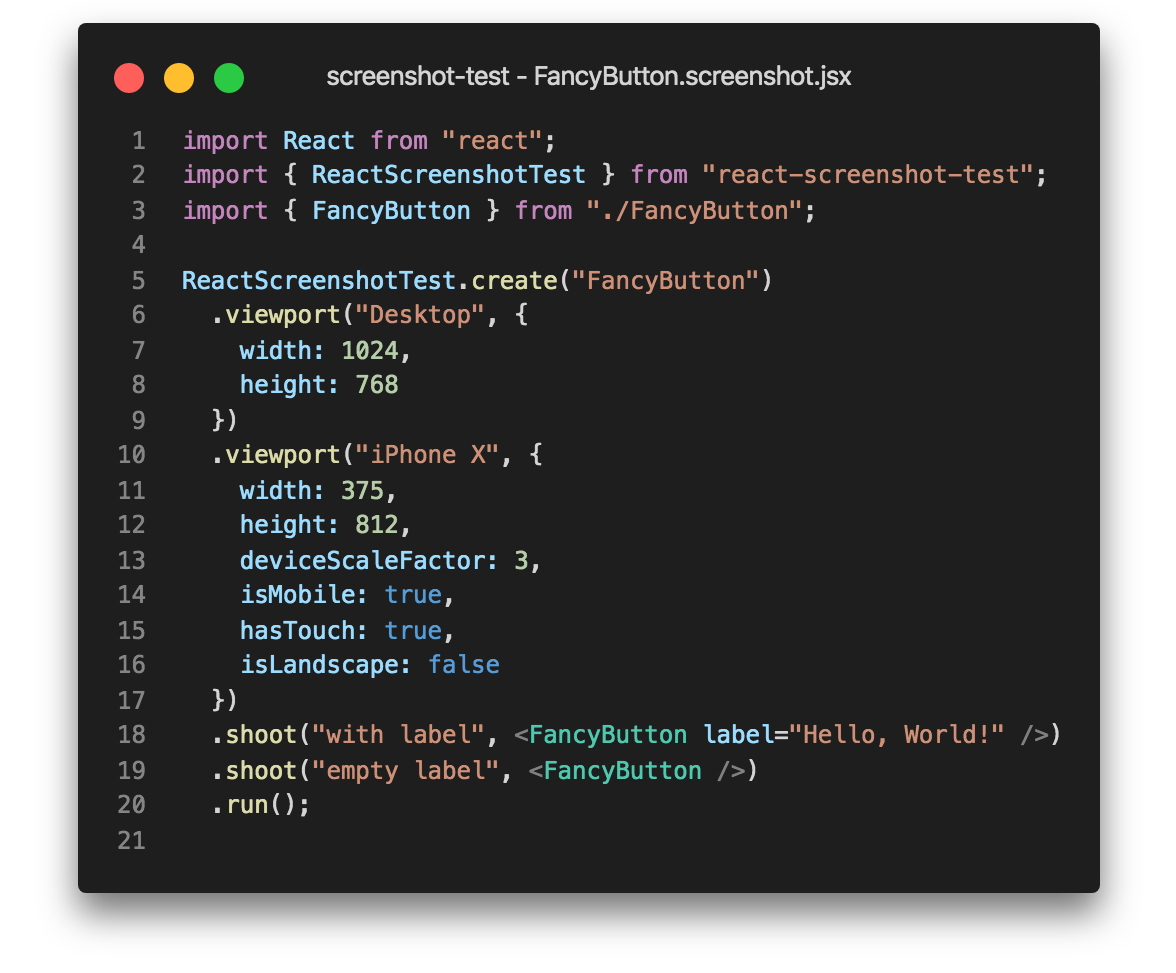 screenshot-test - FancyButton.screenshot.jsx
1 import React from "react";
2 import { ReactScreenshotTest } from "react-screenshot-test";
3 import { FancyButton } from "./FancyButton";
4
5 ReactScreenshotTest.create("FancyButton")
6   .viewport("Desktop", {
7     width: 1024,
8     height: 768
9   })
10   .viewport("iPhone X", {
11     width: 375,
12     height: 812,
13     deviceScaleFactor: 3,
14     isMobile: true,
15     hasTouch: true,
16     isLandscape: false
17   })
18   .shoot("with label", <FancyButton label="Hello, World!" />)
19   .shoot("empty label", <FancyButton />)
20   .run();
21